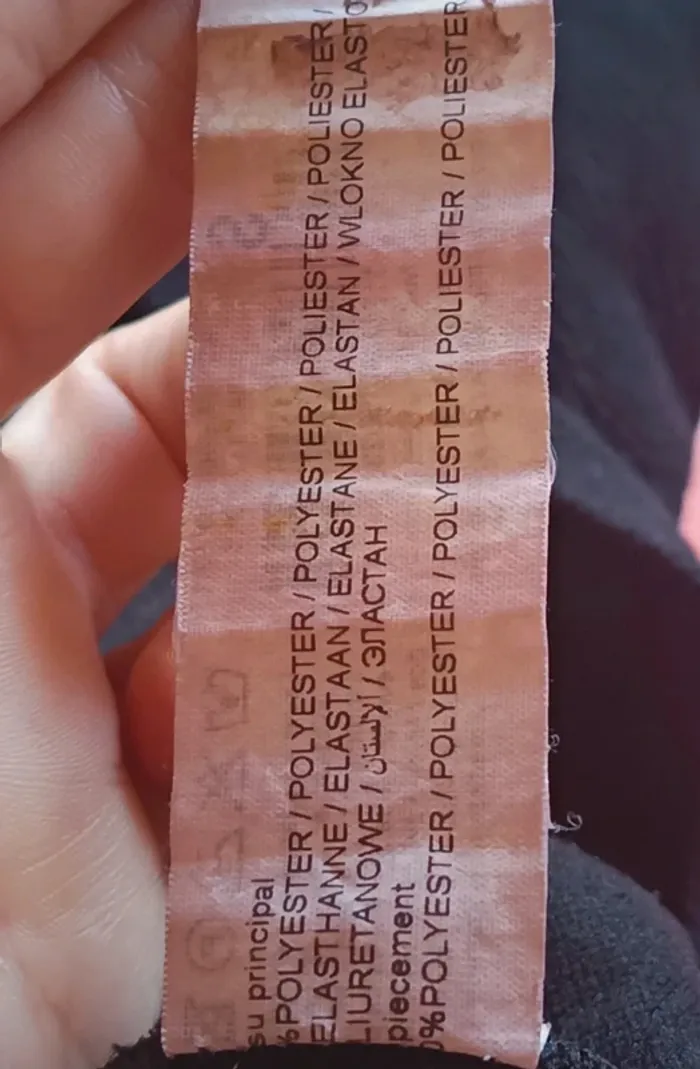 su principal
%POLYESTER / POLYESTER / POLYESTER / POLIESTER / POLIESTER /
ELASTHANNE / ELASTAAN / ELASTANE / ELASTAN / WLOKNO ELASTO
LIURETANOWE / الإلستان / ЭЛАСТАН
piecement
0%POLYESTER / POLYESTER / POLYESTER / POLIESTER / POLIESTER